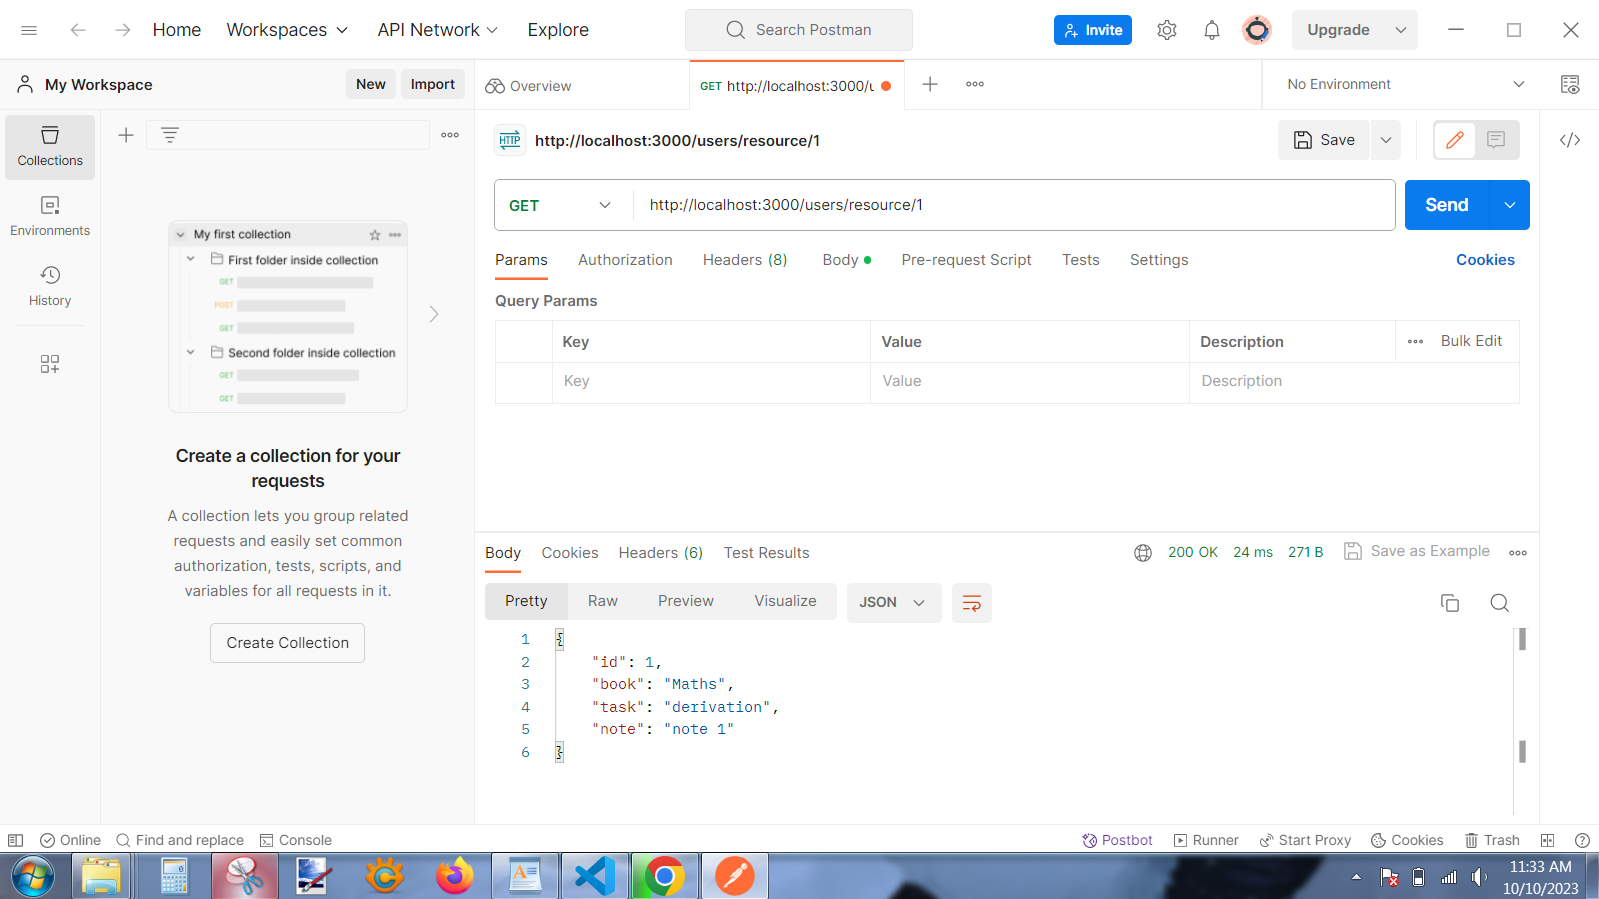 Home Workspaces API Network Explore Search Postman Invite Upgrade
My Workspace New Import Overview GET http://localhost:3000/u No Environment
Collections
Environments
History
My first collection
First folder inside collection
GET
POST
GET
Second folder inside collection
GET
GET
Create a collection for your
requests
A collection lets you group related
requests and easily set common
authorization, tests, scripts, and
variables for all requests in it.
Create Collection
HTTP http://localhost:3000/users/resource/1 Save
GET http://localhost:3000/users/resource/1 Send
Params Authorization Headers (8) Body Pre-request Script Tests Settings Cookies
Query Params
Key Value Description Bulk Edit
Key Value Description
Body Cookies Headers (6) Test Results 200 OK 24 ms 271 B Save as Example
Pretty Raw Preview Visualize JSON
1 {
2 "id": 1,
3 "book": "Maths",
4 "task": "derivation",
5 "note": "note 1"
6 }
Online Find and replace Console Postbot Runner Start Proxy Cookies Trash
11:33 AM
10/10/2023